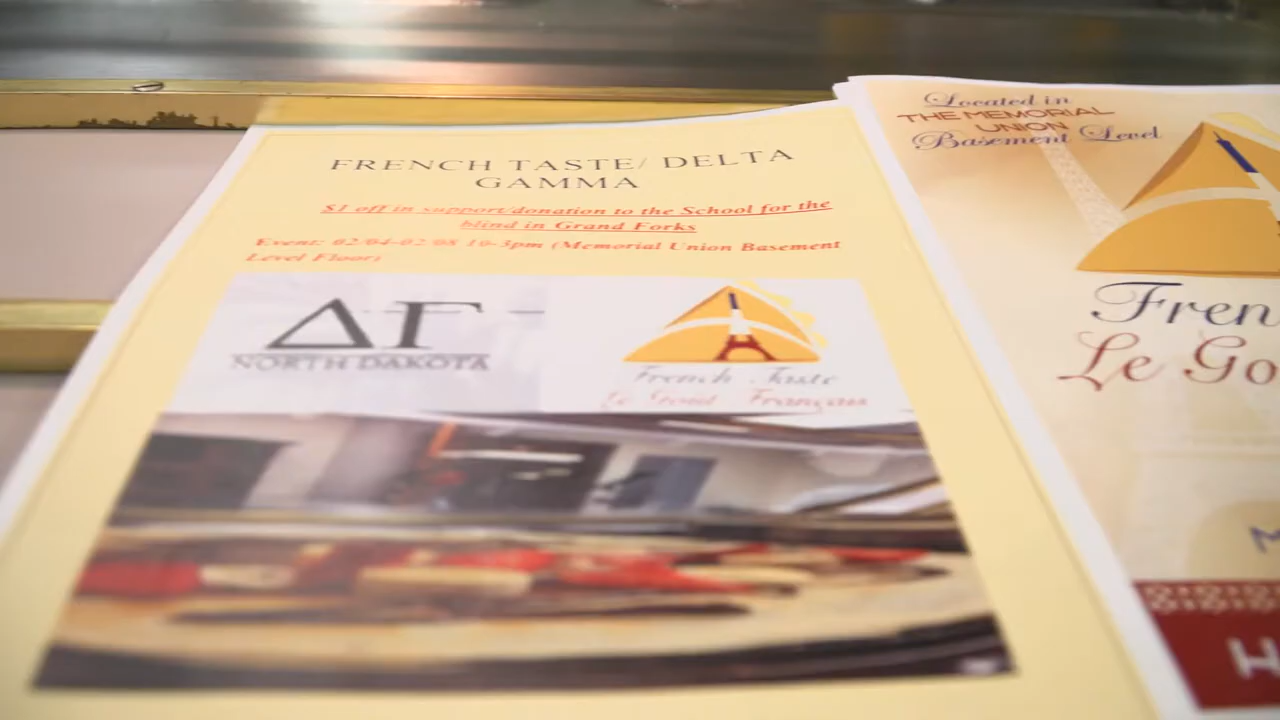 FRENCH TASTE/ DELTA
GAMMA
$1 off in support/donation to the School for the
blind in Grand Forks
Event: 02/04-02/08 10-3pm (Memorial Union Basement
Level Floor)
ΔΓ
NORTH DAKOTA
French Taste
Le Gout Français
Located in
THE MEMORIAL
UNION
Basement Level
Fren
Le Go
M
H